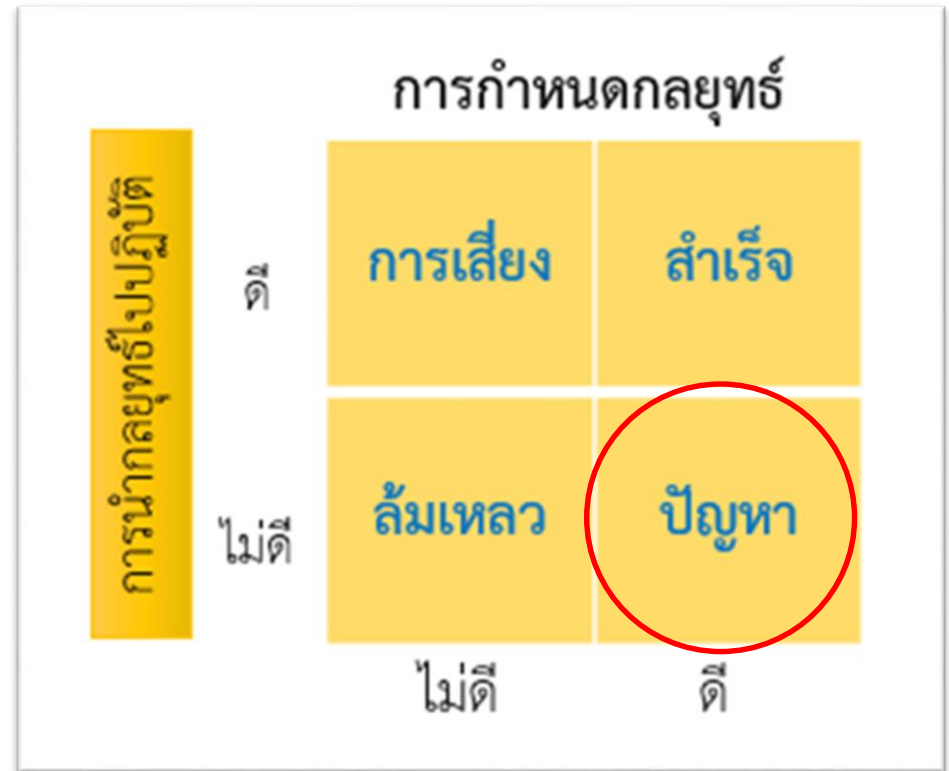 การกำหนดกลยุทธ์
การนำกลยุทธ์ไปปฏิบัติ
ดี
การเสี่ยง
สำเร็จ
ไม่ดี
ล้มเหลว
ปัญหา
ไม่ดี
ดี